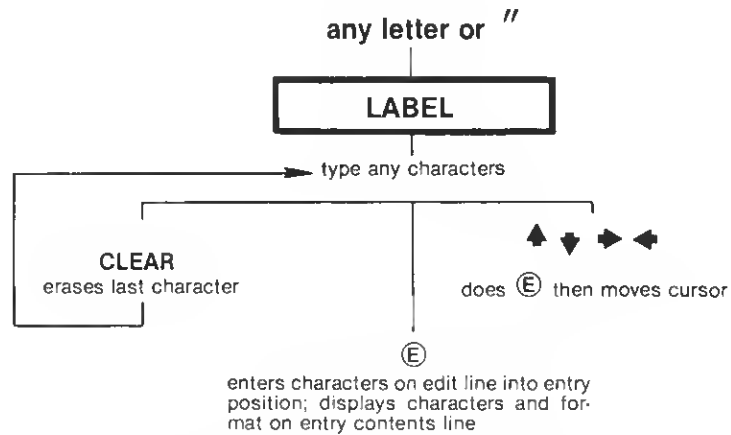 any letter or "
LABEL
type any characters
CLEAR
erases last character
does Ⓔ then moves cursor
Ⓔ
enters characters on edit line into entry
position; displays characters and for-
mat on entry contents line